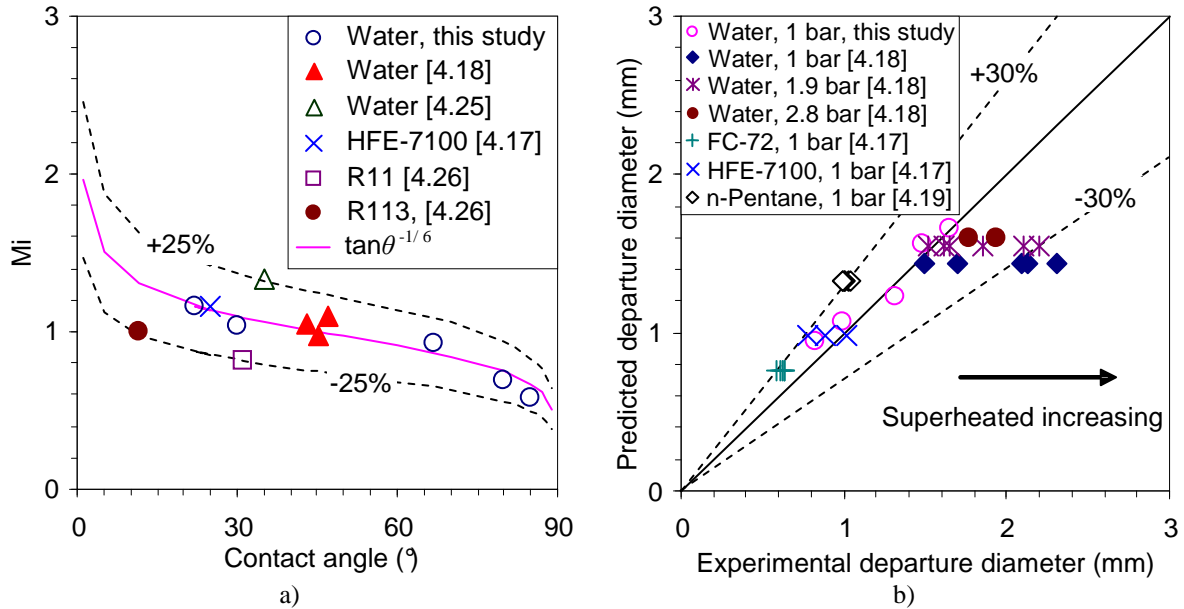 3
2
1
0
Mi
0
30
60
90
Contact angle (°)
a)
Water, this study
Water [4.18]
Water [4.25]
HFE-7100 [4.17]
R11 [4.26]
R113, [4.26]
tanθ -1/6
+25%
-25%
3
2
1
0
Predicted departure diameter (mm)
0
1
2
3
Experimental departure diameter (mm)
b)
Water, 1 bar, this study
Water, 1 bar [4.18]
Water, 1.9 bar [4.18]
Water, 2.8 bar [4.18]
FC-72, 1 bar [4.17]
HFE-7100, 1 bar [4.17]
n-Pentane, 1 bar [4.19]
+30%
-30%
Superheated increasing